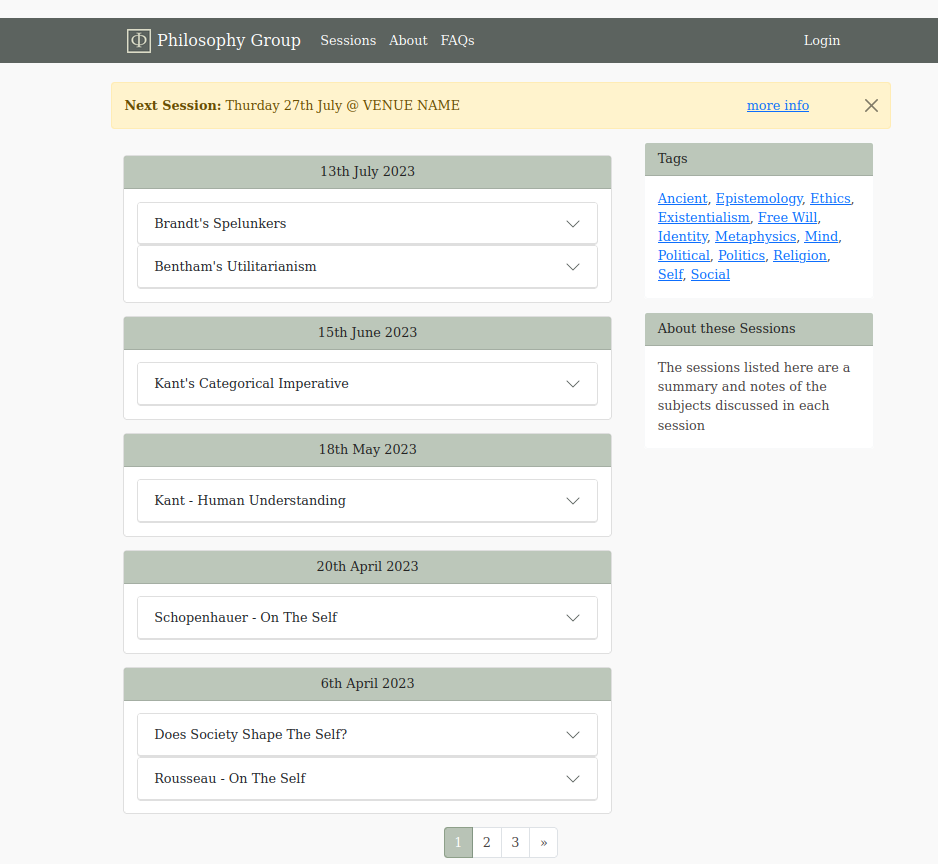 Φ Philosophy Group Sessions About FAQs Login
Next Session: Thurday 27th July @ VENUE NAME more info
13th July 2023
Brandt's Spelunkers
Bentham's Utilitarianism
15th June 2023
Kant's Categorical Imperative
18th May 2023
Kant - Human Understanding
20th April 2023
Schopenhauer - On The Self
6th April 2023
Does Society Shape The Self?
Rousseau - On The Self
1 2 3 »
Tags
Ancient, Epistemology, Ethics,
Existentialism, Free Will,
Identity, Metaphysics, Mind,
Political, Politics, Religion,
Self, Social
About these Sessions
The sessions listed here are a
summary and notes of the
subjects discussed in each
session